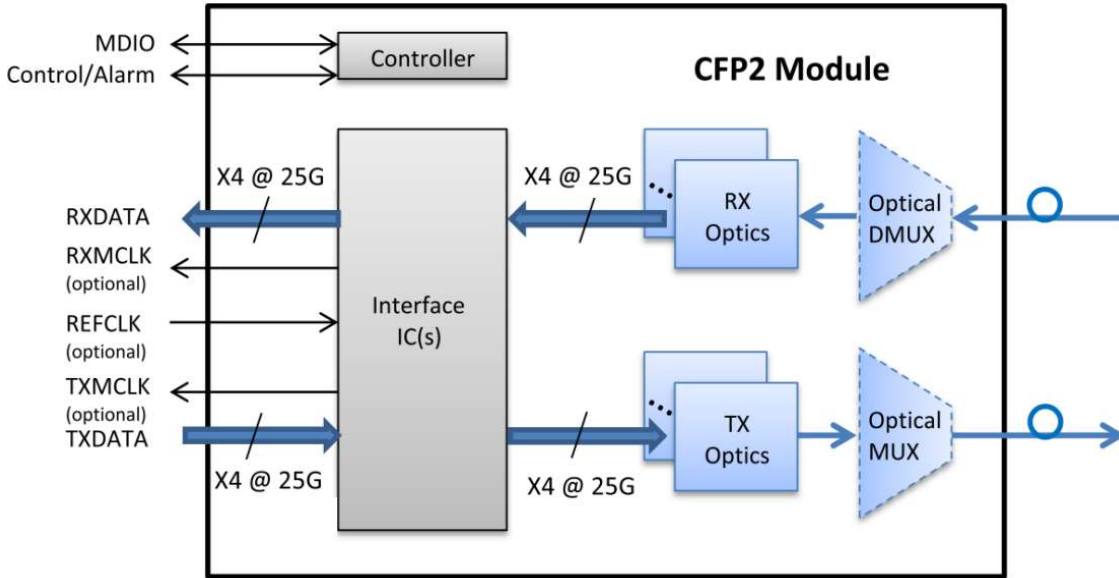 MDIO
Control/Alarm
Controller
CFP2 Module
X4 @ 25G
X4 @ 25G
RXDATA
RXMCLK
(optional)
REFCLK
(optional)
TXMCLK
(optional)
TXDATA
X4 @ 25G
Interface
IC(s)
X4 @ 25G
RX
Optics
Optical
DMUX
TX
Optics
Optical
MUX